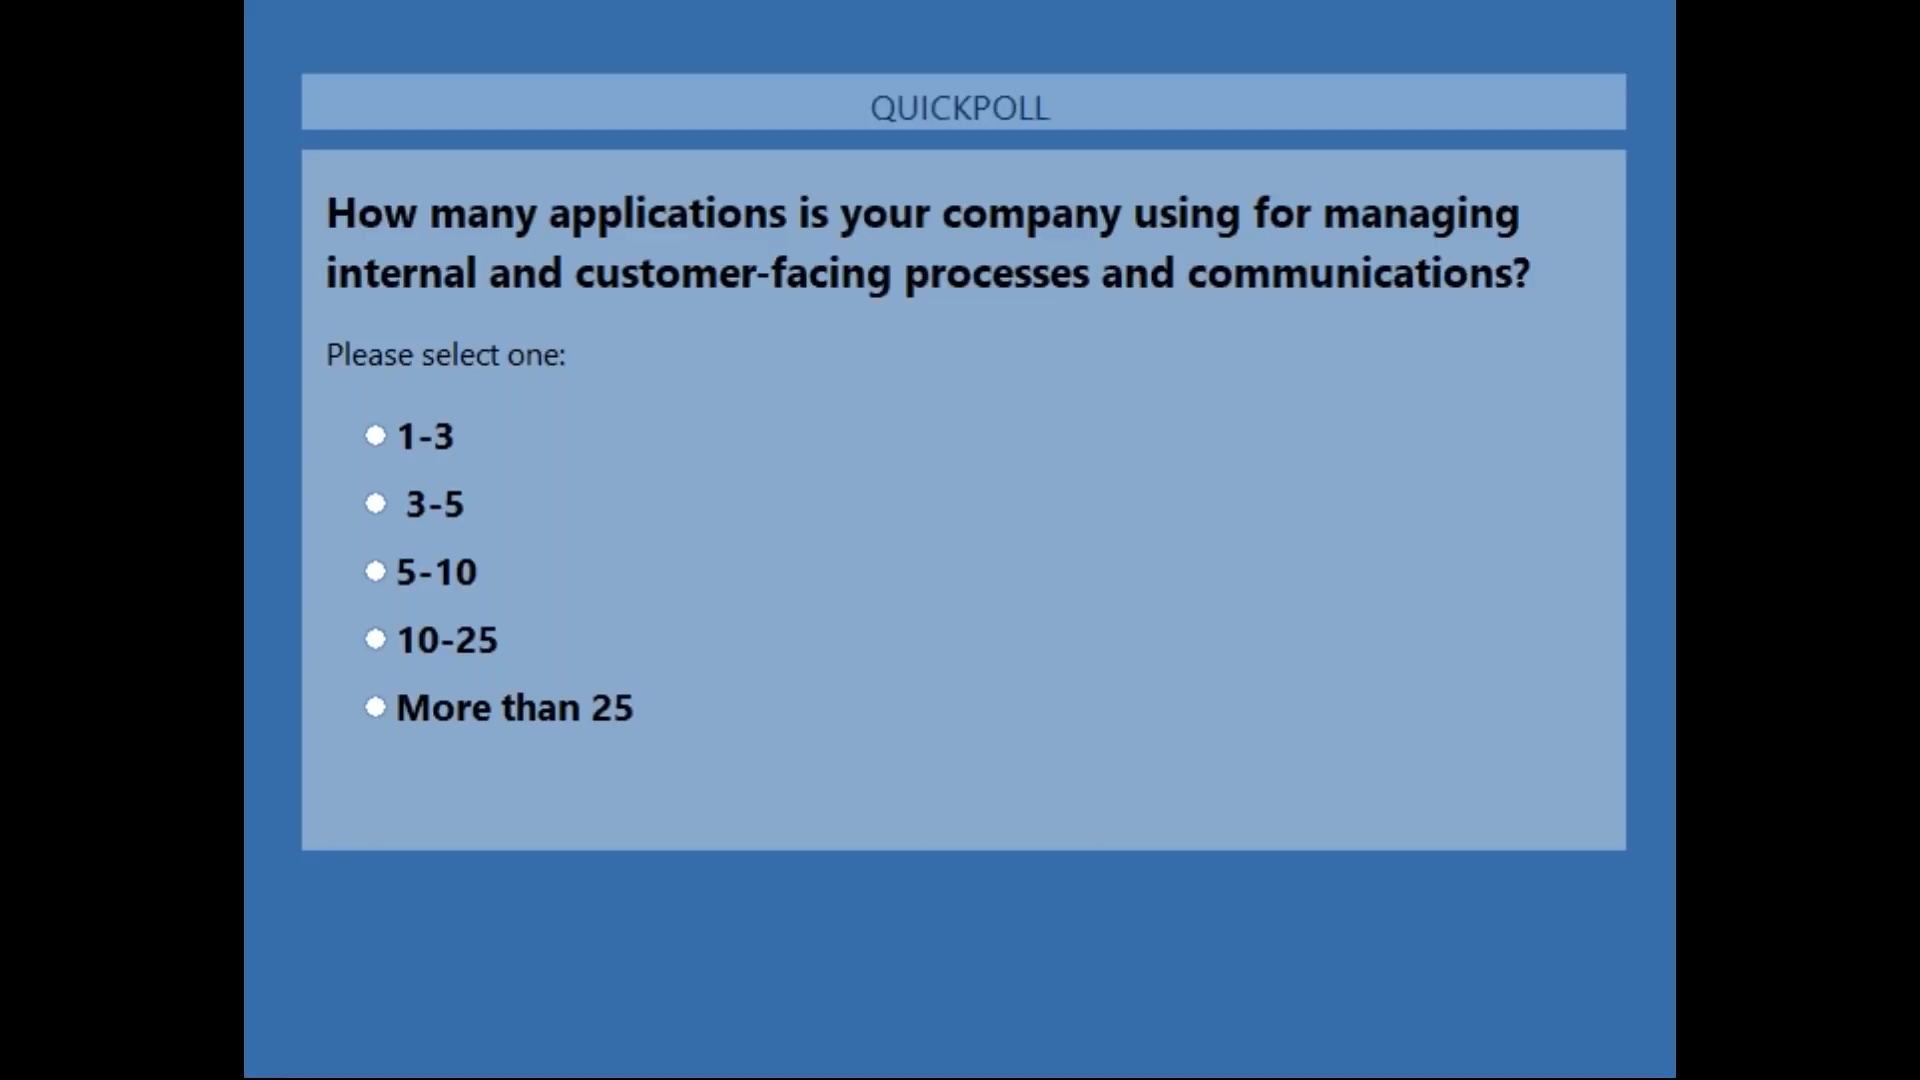 QUICKPOLL
How many applications is your company using for managing
internal and customer-facing processes and communications?
Please select one:
1-3
3-5
5-10
10-25
More than 25